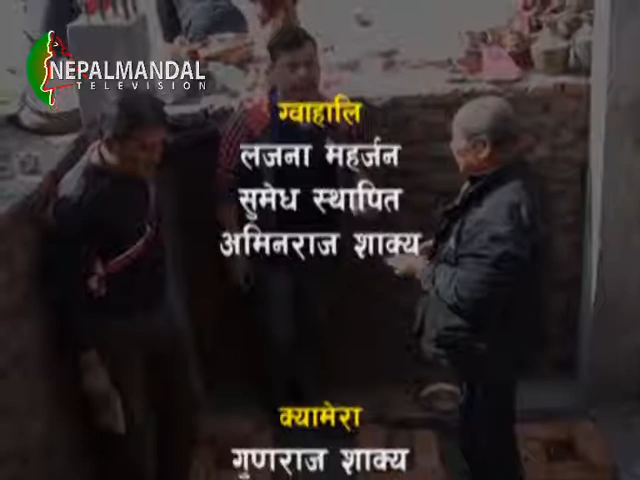 NEPALMANDAL
TELEVISION
ग्वाहालि
लजना महर्जन
सुमेध स्थापित
अमिनराज शाक्य
क्यामेरा
गुणराज शाक्य